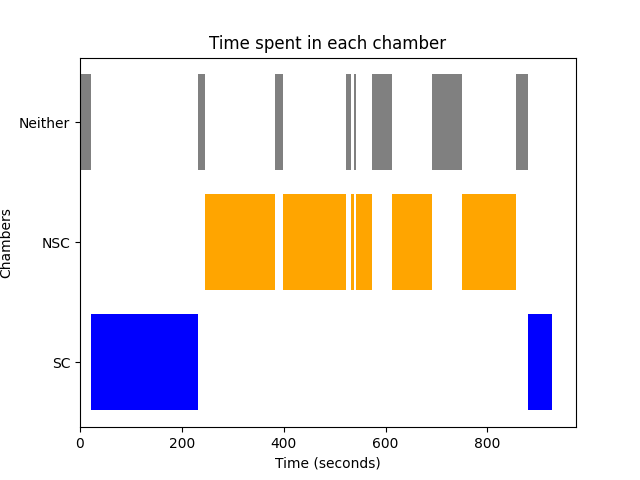 Time spent in each chamber
Neither
NSC
SC
Chambers
0 200 400 600 800
Time (seconds)